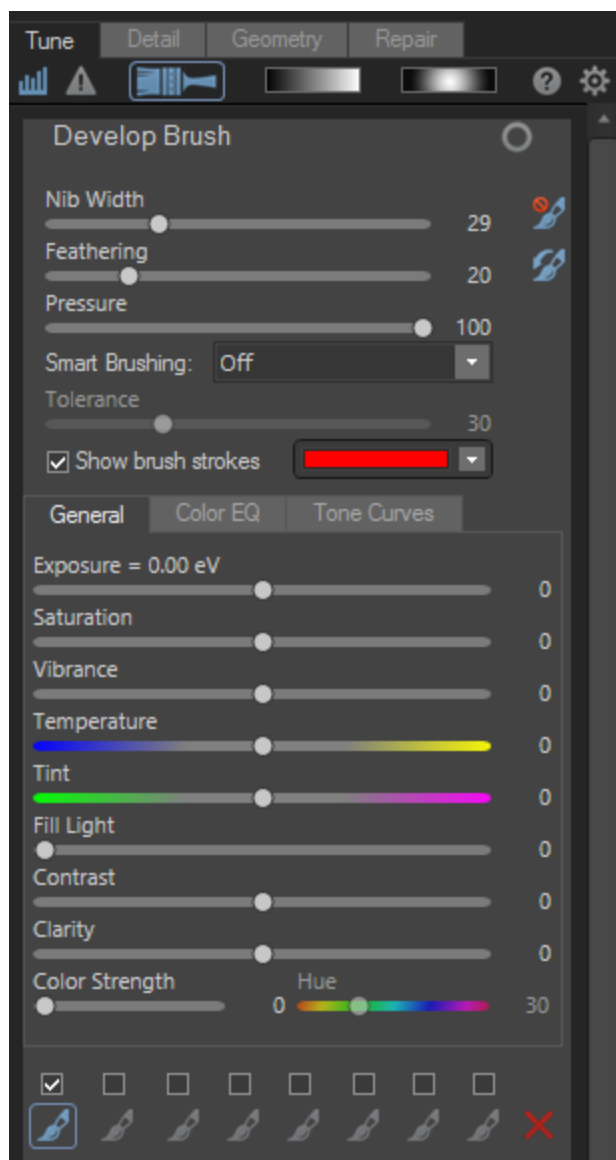 Tune Detail Geometry Repair
Develop Brush
Nib Width
29
Feathering
20
Pressure
100
Smart Brushing: Off
Tolerance
30
Show brush strokes
General Color EQ Tone Curves
Exposure = 0.00 eV
0
Saturation
0
Vibrance
0
Temperature
0
Tint
0
Fill Light
0
Contrast
0
Clarity
0
Color Strength Hue
0 30